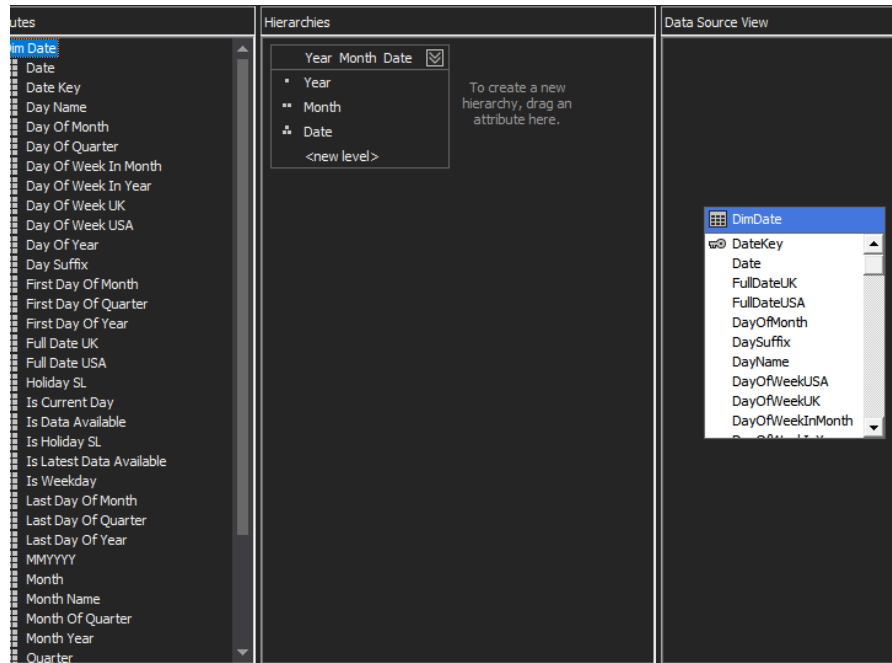 utes
im Date
Date
Date Key
Day Name
Day Of Month
Day Of Quarter
Day Of Week In Month
Day Of Week In Year
Day Of Week UK
Day Of Week USA
Day Of Year
Day Suffix
First Day Of Month
First Day Of Quarter
First Day Of Year
Full Date UK
Full Date USA
Holiday SL
Is Current Day
Is Data Available
Is Holiday SL
Is Latest Data Available
Is Weekday
Last Day Of Month
Last Day Of Quarter
Last Day Of Year
MMYYYY
Month
Month Name
Month Of Quarter
Month Year
Quarter
Hierarchies
Year Month Date
Year
Month
Date
<new level>
To create a new
hierarchy, drag an
attribute here.
Data Source View
DimDate
DateKey
Date
FullDateUK
FullDateUSA
DayOfMonth
DaySuffix
DayName
DayOfWeekUSA
DayOfWeekUK
DayOfWeekInMonth